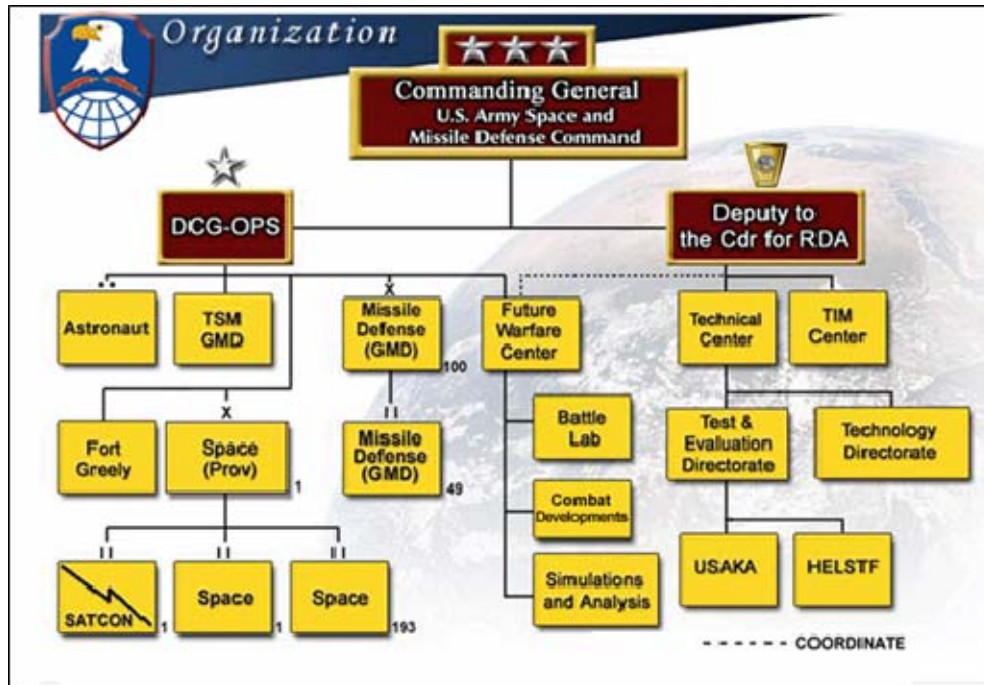 Organization
Commanding General
U.S. Army Space and
Missile Defense Command
DCG-OPS
Deputy to
the Cdr for RDA
Astronaut
TSMI
GMD
X
Missile
Defense
(GMD)
100
Future
Warfare
Center
Technical
Center
TIM
Center
Fort
Greely
X
Space
(Prov)
1
II
Missile
Defense
(GMD)
49
Battle
Lab
Test &
Evaluation
Directorate
Technology
Directorate
Combat
Developments
II
SATCON
1
II
Space
1
II
Space
193
Simulations
and Analysis
USAKA
HELSTF
COORDINATE